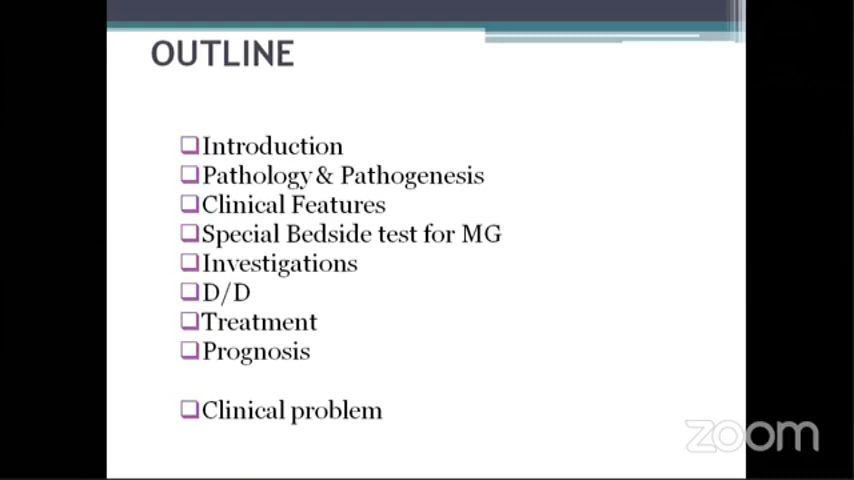 OUTLINE
Introduction
Pathology & Pathogenesis
Clinical Features
Special Bedside test for MG
Investigations
D/D
Treatment
Prognosis
Clinical problem
zoom